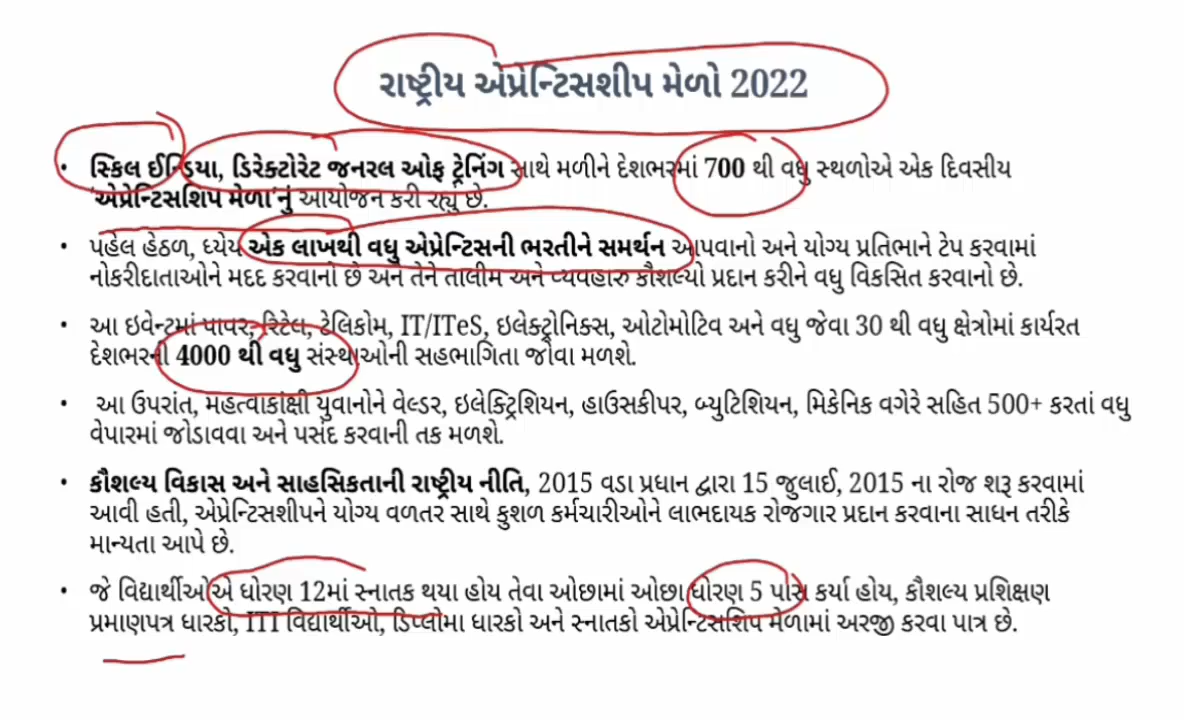 રાષ્ટ્રીય એપ્રેન્ટિસશીપ મેળો 2022
• સ્કિલ ઈન્ડિયા, ડિરેક્ટોરેટ જનરલ ઓફ ટ્રેનિંગ સાથે મળીને દેશભરમાં 700 થી વધુ સ્થળોએ એક દિવસીય
'એપ્રેન્ટિસશિપ મેળા'નું આયોજન કરી રહ્યું છે.
• પહેલ હેઠળ, ધ્યેય એક લાખથી વધુ એપ્રેન્ટિસની ભરતીને સમર્થન આપવાનો અને યોગ્ય પ્રતિભાને ટેપ કરવામાં
નોકરીદાતાઓને મદદ કરવાનો છે અને તેને તાલીમ અને વ્યવહારુ કૌશલ્યો પ્રદાન કરીને વધુ વિકસિત કરવાનો છે.
• આ ઇવેન્ટમાં પાવર, રિટેલ, ટેલિકોમ, IT/ITeS, ઇલેક્ટ્રોનિક્સ, ઓટોમોટિવ અને વધુ જેવા 30 થી વધુ ક્ષેત્રોમાં કાર્યરત
દેશભરની 4000 થી વધુ સંસ્થાઓની સહભાગિતા જોવા મળશે.
• આ ઉપરાંત, મહત્વાકાંક્ષી યુવાનોને વેલ્ડર, ઇલેક્ટ્રિશિયન, હાઉસકીપર, બ્યુટિશિયન, મિકેનિક વગેરે સહિત 500+ કરતાં વધુ
વેપારમાં જોડાવવા અને પસંદ કરવાની તક મળશે.
• કૌશલ્ય વિકાસ અને સાહસિકતાની રાષ્ટ્રીય નીતિ, 2015 વડા પ્રધાન દ્વારા 15 જુલાઈ, 2015 ના રોજ શરૂ કરવામાં
આવી હતી, એપ્રેન્ટિસશીપને યોગ્ય વળતર સાથે કુશળ કર્મચારીઓને લાભદાયક રોજગાર પ્રદાન કરવાના સાધન તરીકે
માન્યતા આપે છે.
• જે વિદ્યાર્થીઓએ ધોરણ 12માં સ્નાતક થયા હોય તેવા ઓછામાં ઓછા ધોરણ 5 પાસ કર્યા હોય, કૌશલ્ય પ્રશિક્ષણ
પ્રમાણપત્ર ધારકો, ITI વિદ્યાર્થીઓ, ડિપ્લોમા ધારકો અને સ્નાતકો એપ્રેન્ટિસશિપ મેળામાં અરજી કરવા પાત્ર છે.